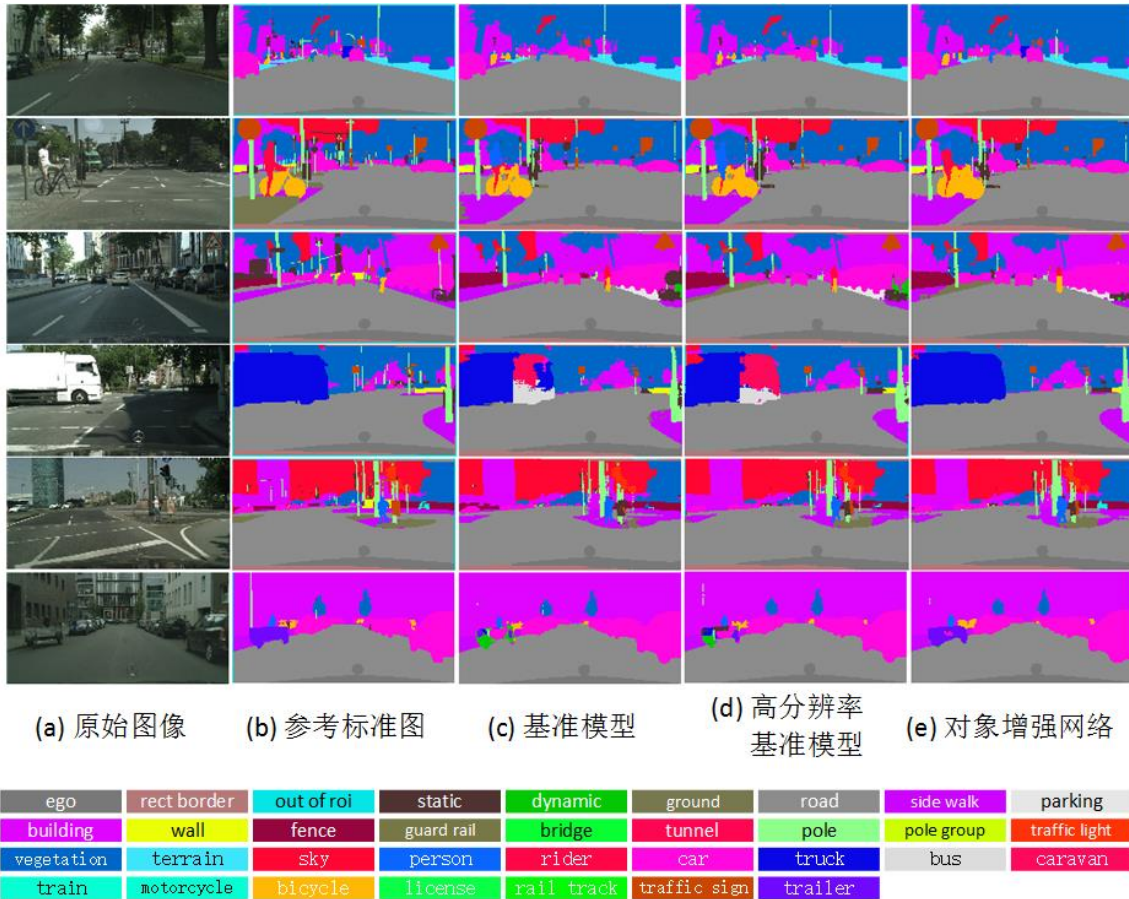 (a) 原始图像
(b) 参考标准图
(c) 基准模型
(d) 高分辨率
基准模型
(e) 对象增强网络
ego rect border out of roi static dynamic ground road side walk parking
building wall fence guard rail bridge tunnel pole pole group traffic light
vegetation terrain sky person rider car truck bus caravan
train motorcycle bicycle license rail track traffic sign trailer